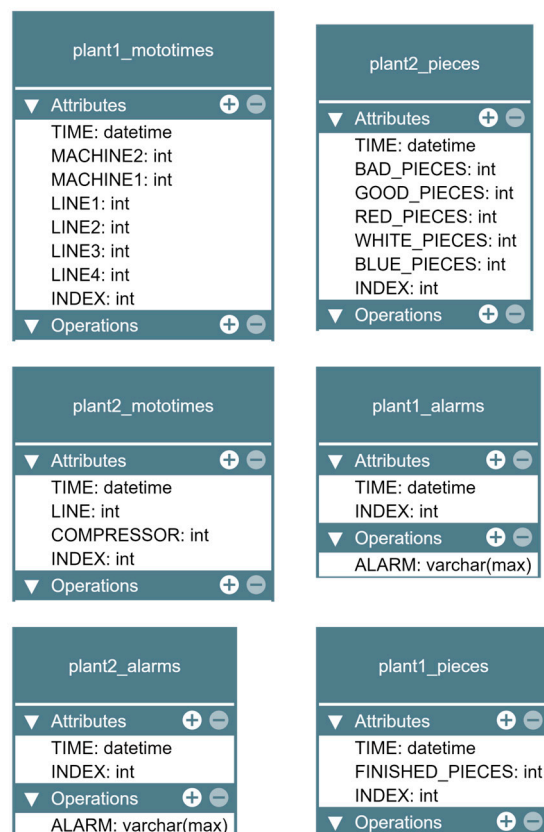 plant1_mototimes
Attributes
TIME: datetime
MACHINE2: int
MACHINE1: int
LINE1: int
LINE2: int
LINE3: int
LINE4: int
INDEX: int
Operations
plant2_pieces
Attributes
TIME: datetime
BAD_PIECES: int
GOOD_PIECES: int
RED_PIECES: int
WHITE_PIECES: int
BLUE_PIECES: int
INDEX: int
Operations
plant2_mototimes
Attributes
TIME: datetime
LINE: int
COMPRESSOR: int
INDEX: int
Operations
plant1_alarms
Attributes
TIME: datetime
INDEX: int
Operations
ALARM: varchar(max)
plant2_alarms
Attributes
TIME: datetime
INDEX: int
Operations
ALARM: varchar(max)
plant1_pieces
Attributes
TIME: datetime
FINISHED_PIECES: int
INDEX: int
Operations